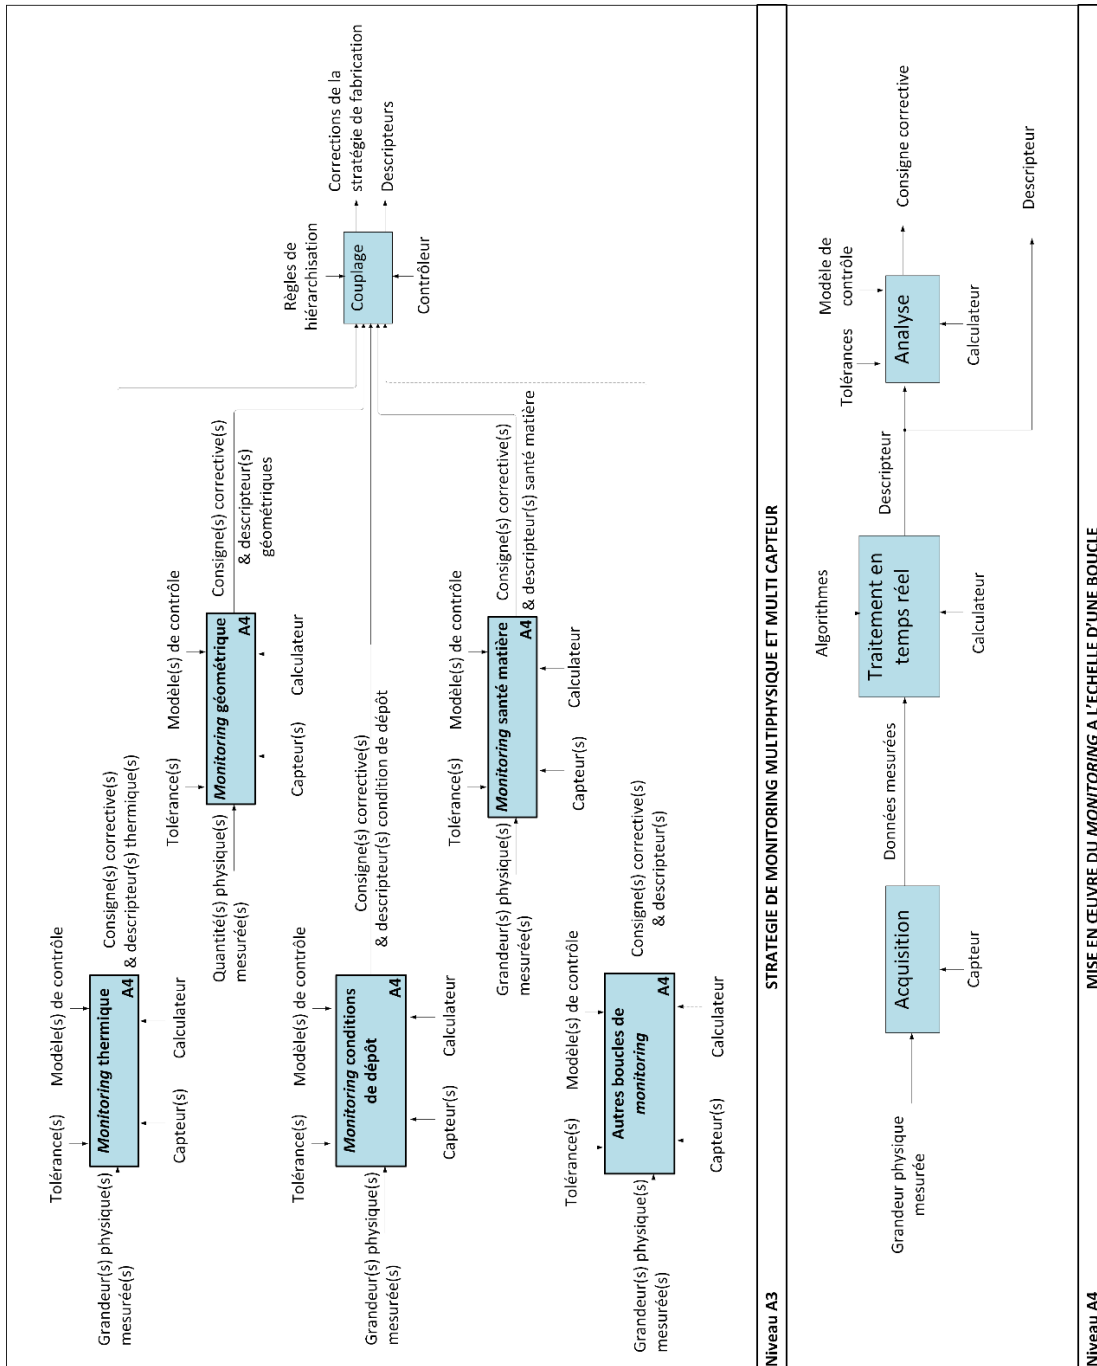 Tolérance(s)
Modèle(s) de contrôle
Grandeur(s) physique(s)
mesurée(s)
Monitoring thermique
A4
Consigne(s) corrective(s)
& descripteur(s) thermique(s)
Capteur(s)
Calculateur
Tolérance(s)
Modèle(s) de contrôle
Quantité(s) physique(s)
mesurée(s)
Monitoring géométrique
A4
Consigne(s) corrective(s)
& descripteur(s)
géométriques
Capteur(s)
Calculateur
Tolérance(s)
Modèle(s) de contrôle
Grandeur(s) physique(s)
mesurée(s)
Monitoring conditions
de dépôt
A4
Consigne(s) corrective(s)
& descripteur(s) condition de dépôt
Capteur(s)
Calculateur
Tolérance(s)
Modèle(s) de contrôle
Grandeur(s) physique(s)
mesurée(s)
Monitoring santé matière
A4
Consigne(s) corrective(s)
& descripteur(s) santé matière
Capteur(s)
Calculateur
Tolérance(s)
Modèle(s) de contrôle
Grandeur(s) physique(s)
mesurée(s)
Autres boucles de
monitoring
A4
Consigne(s) corrective(s)
& descripteur(s)
Capteur(s)
Calculateur
Règles de
hiérarchisation
Couplage
Contrôleur
Corrections de la
stratégie de fabrication
Descripteurs
Niveau A3
STRATEGIE DE MONITORING MULTIPHYSIQUE ET MULTI CAPTEUR
Grandeur physique
mesurée
Acquisition
Capteur
Données mesurées
Algorithmes
Traitement en
temps réel
Calculateur
Descripteur
Tolérances
Modèle de
contrôle
Analyse
Calculateur
Consigne corrective
Descripteur
Niveau A4
MISE EN ŒUVRE DU MONITORING A L'ECHELLE D'UNE BOUCLE